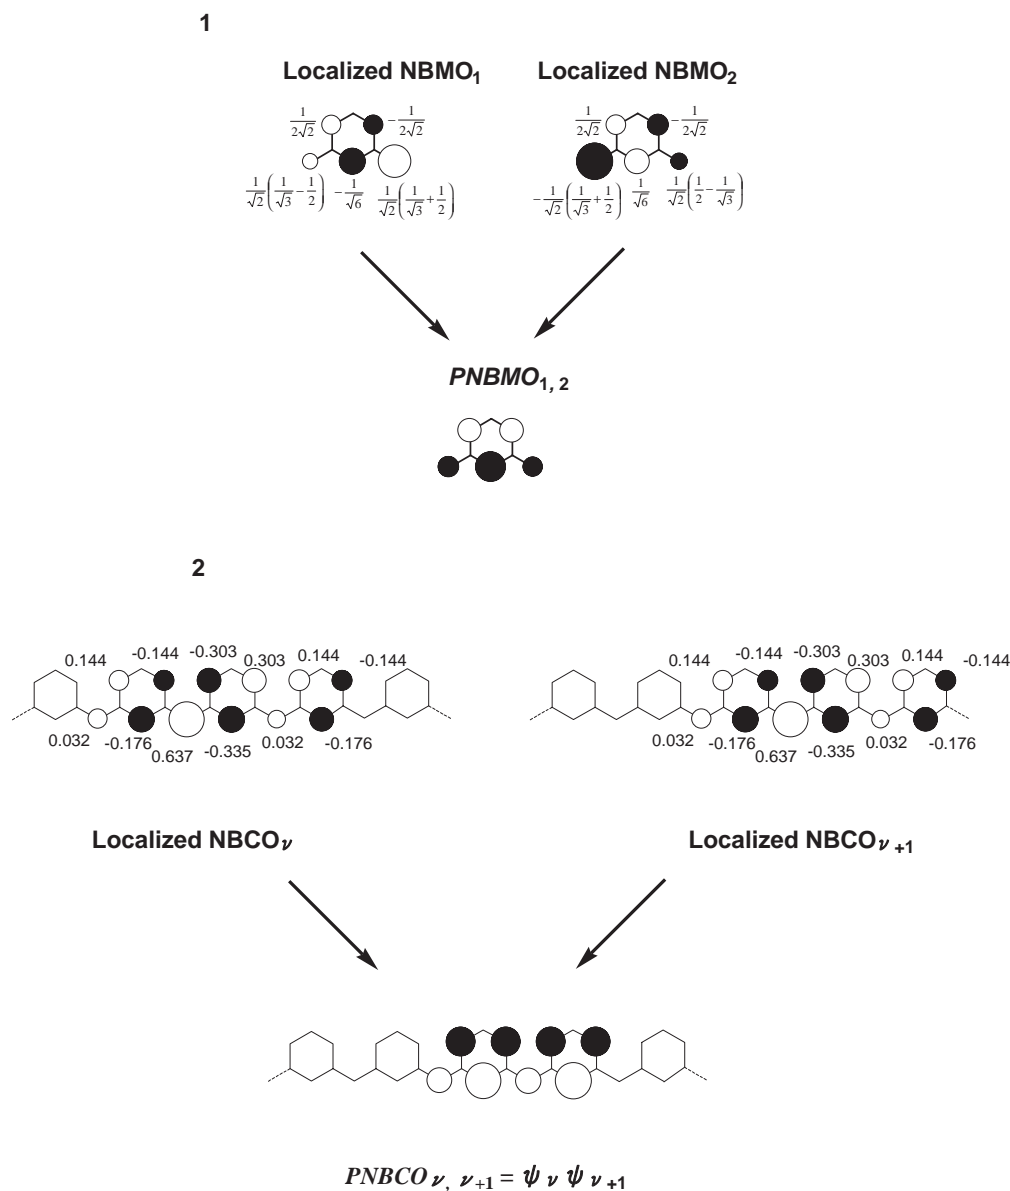 1
Localized NBMO₁ Localized NBMO₂
1/(2√2) −1/(2√2) 1/(2√2) −1/(2√2)
1/√2(1/√3−1/2) −1/√6 1/√2(1/√3+1/2) −1/√2(1/√3+1/2) 1/√6 1/√2(1/2−1/√3)
PNBMO₁, ₂
2
0.144 -0.144 -0.303 0.303 0.144 -0.144 0.144 -0.144 -0.303 0.303 0.144 -0.144
0.032 -0.176 0.637 -0.335 0.032 -0.176 0.032 -0.176 0.637 -0.335 0.032 -0.176
Localized NBCO ν Localized NBCO ν +1
PNBCO ν, ν+1 = ψ ν ψ ν +1